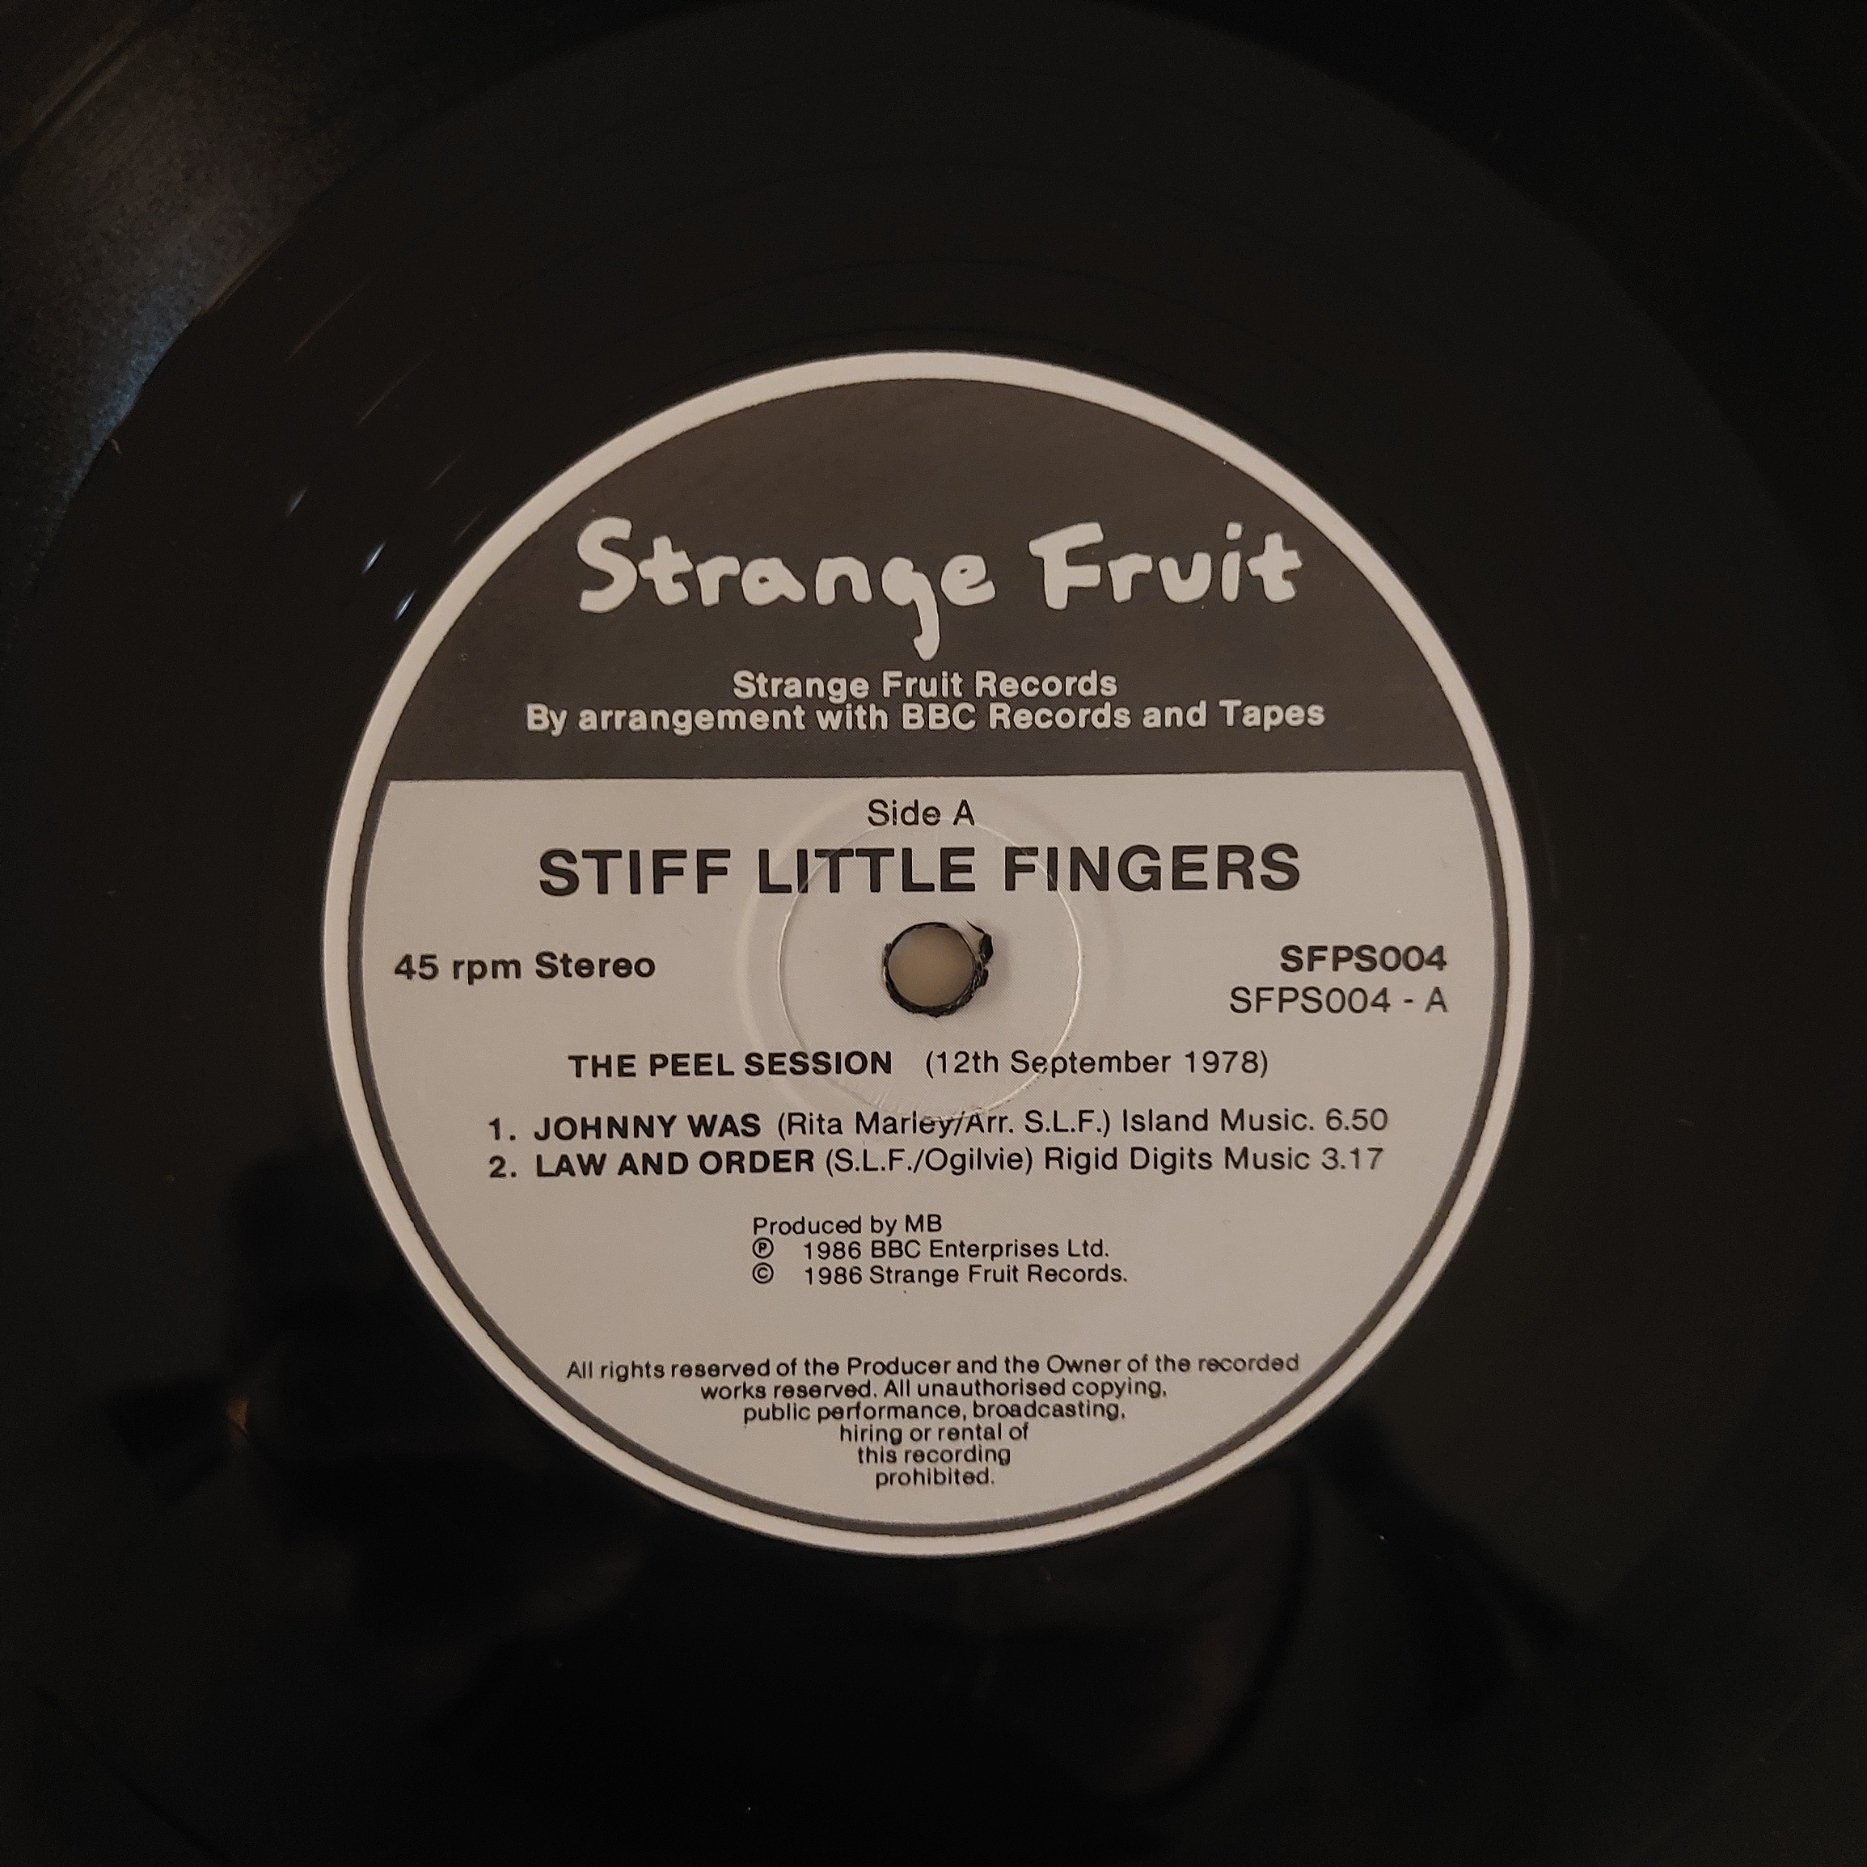 Strange Fruit
Strange Fruit Records
By arrangement with BBC Records and Tapes
Side A
STIFF LITTLE FINGERS
45 rpm Stereo
SFPS004
SFPS004 - A
THE PEEL SESSION (12th September 1978)
1. JOHNNY WAS (Rita Marley/Arr. S.L.F.) Island Music. 6.50
2. LAW AND ORDER (S.L.F./Ogilvie) Rigid Digits Music 3.17
Produced by MB
℗ 1986 BBC Enterprises Ltd.
© 1986 Strange Fruit Records.
All rights reserved of the Producer and the Owner of the recorded
works reserved. All unauthorised copying,
public performance, broadcasting,
hiring or rental of
this recording
prohibited.